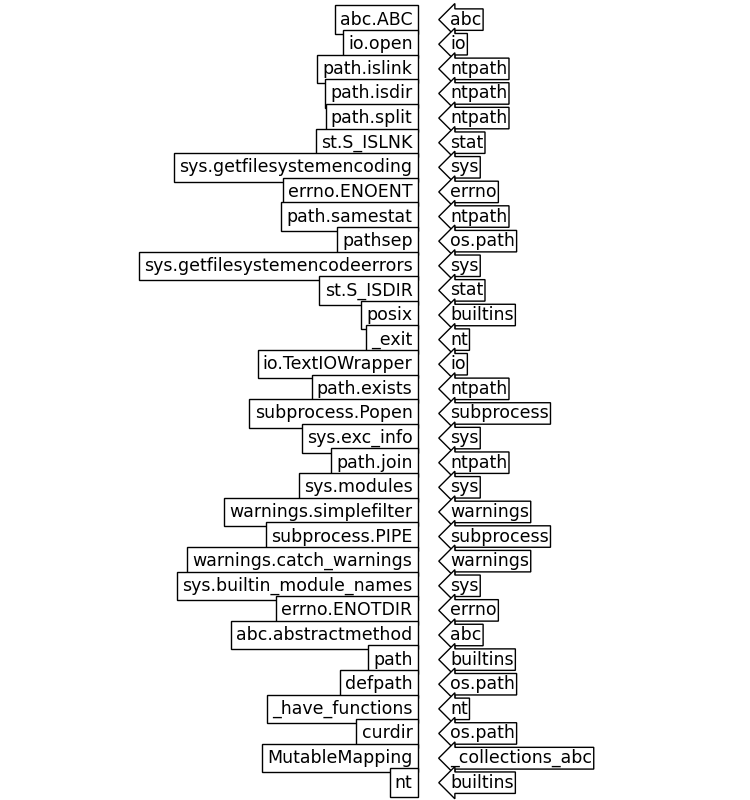 abc.ABC abc
io.open io
path.islink ntpath
path.isdir ntpath
path.split ntpath
st.S_ISLNK stat
sys.getfilesystemencoding sys
errno.ENOENT errno
path.samestat ntpath
pathsep os.path
sys.getfilesystemencodeerrors sys
st.S_ISDIR stat
posix builtins
_exit nt
io.TextIOWrapper io
path.exists ntpath
subprocess.Popen subprocess
sys.exc_info sys
path.join ntpath
sys.modules sys
warnings.simplefilter warnings
subprocess.PIPE subprocess
warnings.catch_warnings warnings
sys.builtin_module_names sys
errno.ENOTDIR errno
abc.abstractmethod abc
path builtins
defpath os.path
_have_functions nt
curdir os.path
MutableMapping _collections_abc
nt builtins